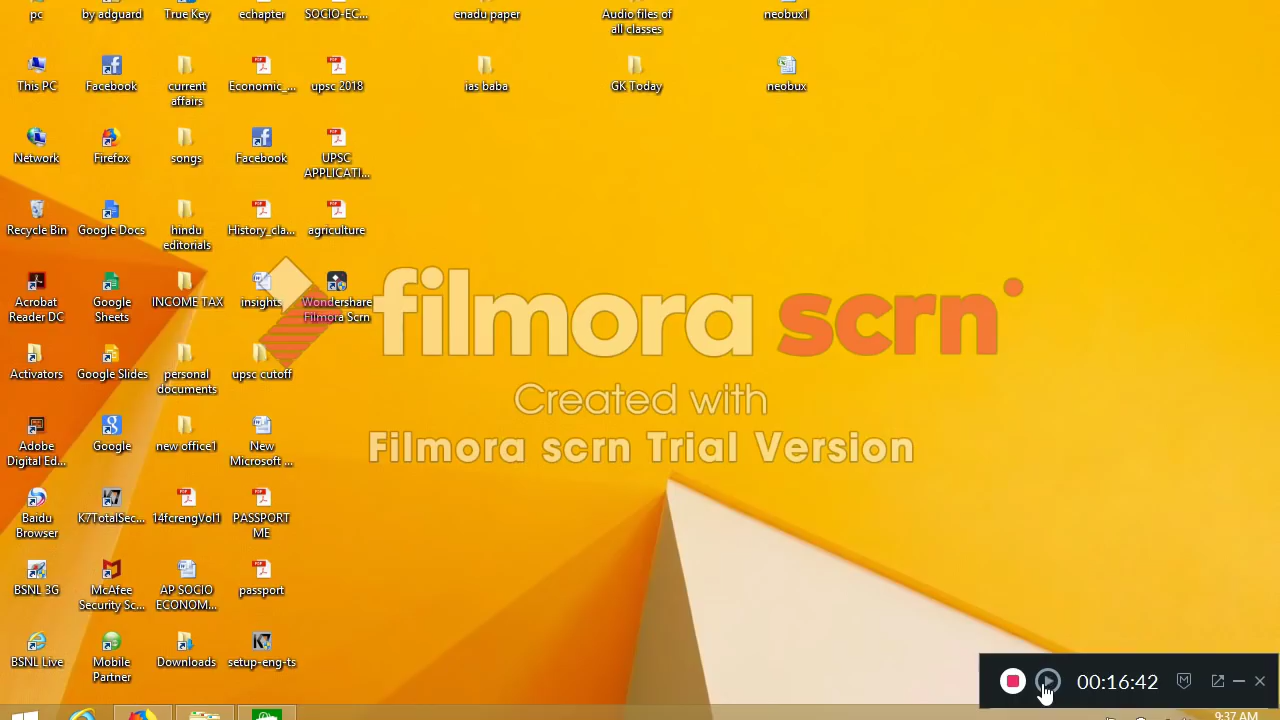 pc
by adguard
True Key
echapter
SOCIO-EC...
enadu paper
Audio files of
all classes
neobux1
This PC
Facebook
current
affairs
Economic_...
upsc 2018
ias baba
GK Today
neobux
Network
Firefox
songs
Facebook
UPSC
APPLICATI...
Recycle Bin
Google Docs
hindu
editorials
History_cla...
agriculture
Acrobat
Reader DC
Google
Sheets
INCOME TAX
insights
Wondershare
Filmora Scrn
filmora scrn
Created with
Filmora scrn Trial Version
Activators
Google Slides
personal
documents
upsc cutoff
Adobe
Digital Ed...
Google
new office1
New
Microsoft ...
Baidu
Browser
K7TotalSec...
14fcrengVol1
PASSPORT
ME
BSNL 3G
McAfee
Security Sc...
AP SOCIO
ECONOM...
passport
BSNL Live
Mobile
Partner
Downloads
setup-eng-ts
00:16:42
9:37 AM